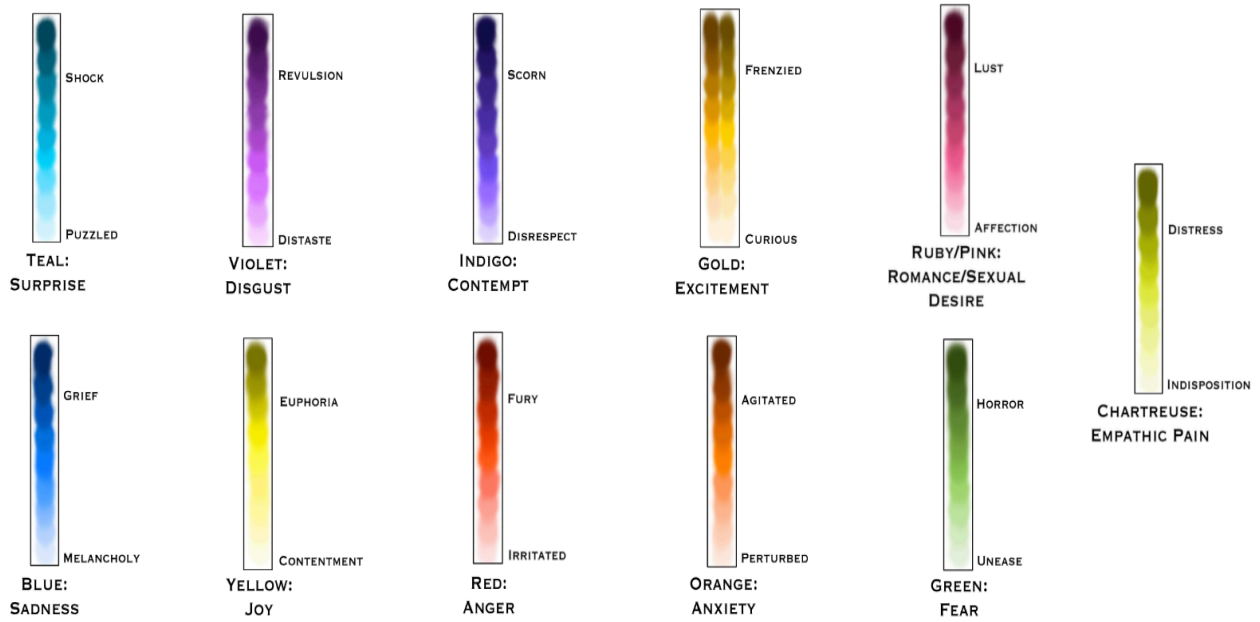 SHOCK
PUZZLED
TEAL:
SURPRISE
REVULSION
DISTASTE
VIOLET:
DISGUST
SCORN
DISRESPECT
INDIGO:
CONTEMPT
FRENZIED
CURIOUS
GOLD:
EXCITEMENT
LUST
AFFECTION
RUBY/PINK:
ROMANCE/SEXUAL
DESIRE
DISTRESS
INDISPOSITION
CHARTREUSE:
EMPATHIC PAIN
GRIEF
MELANCHOLY
BLUE:
SADNESS
EUPHORIA
CONTENTMENT
YELLOW:
JOY
FURY
IRRITATED
RED:
ANGER
AGITATED
PERTURBED
ORANGE:
ANXIETY
HORROR
UNEASE
GREEN:
FEAR